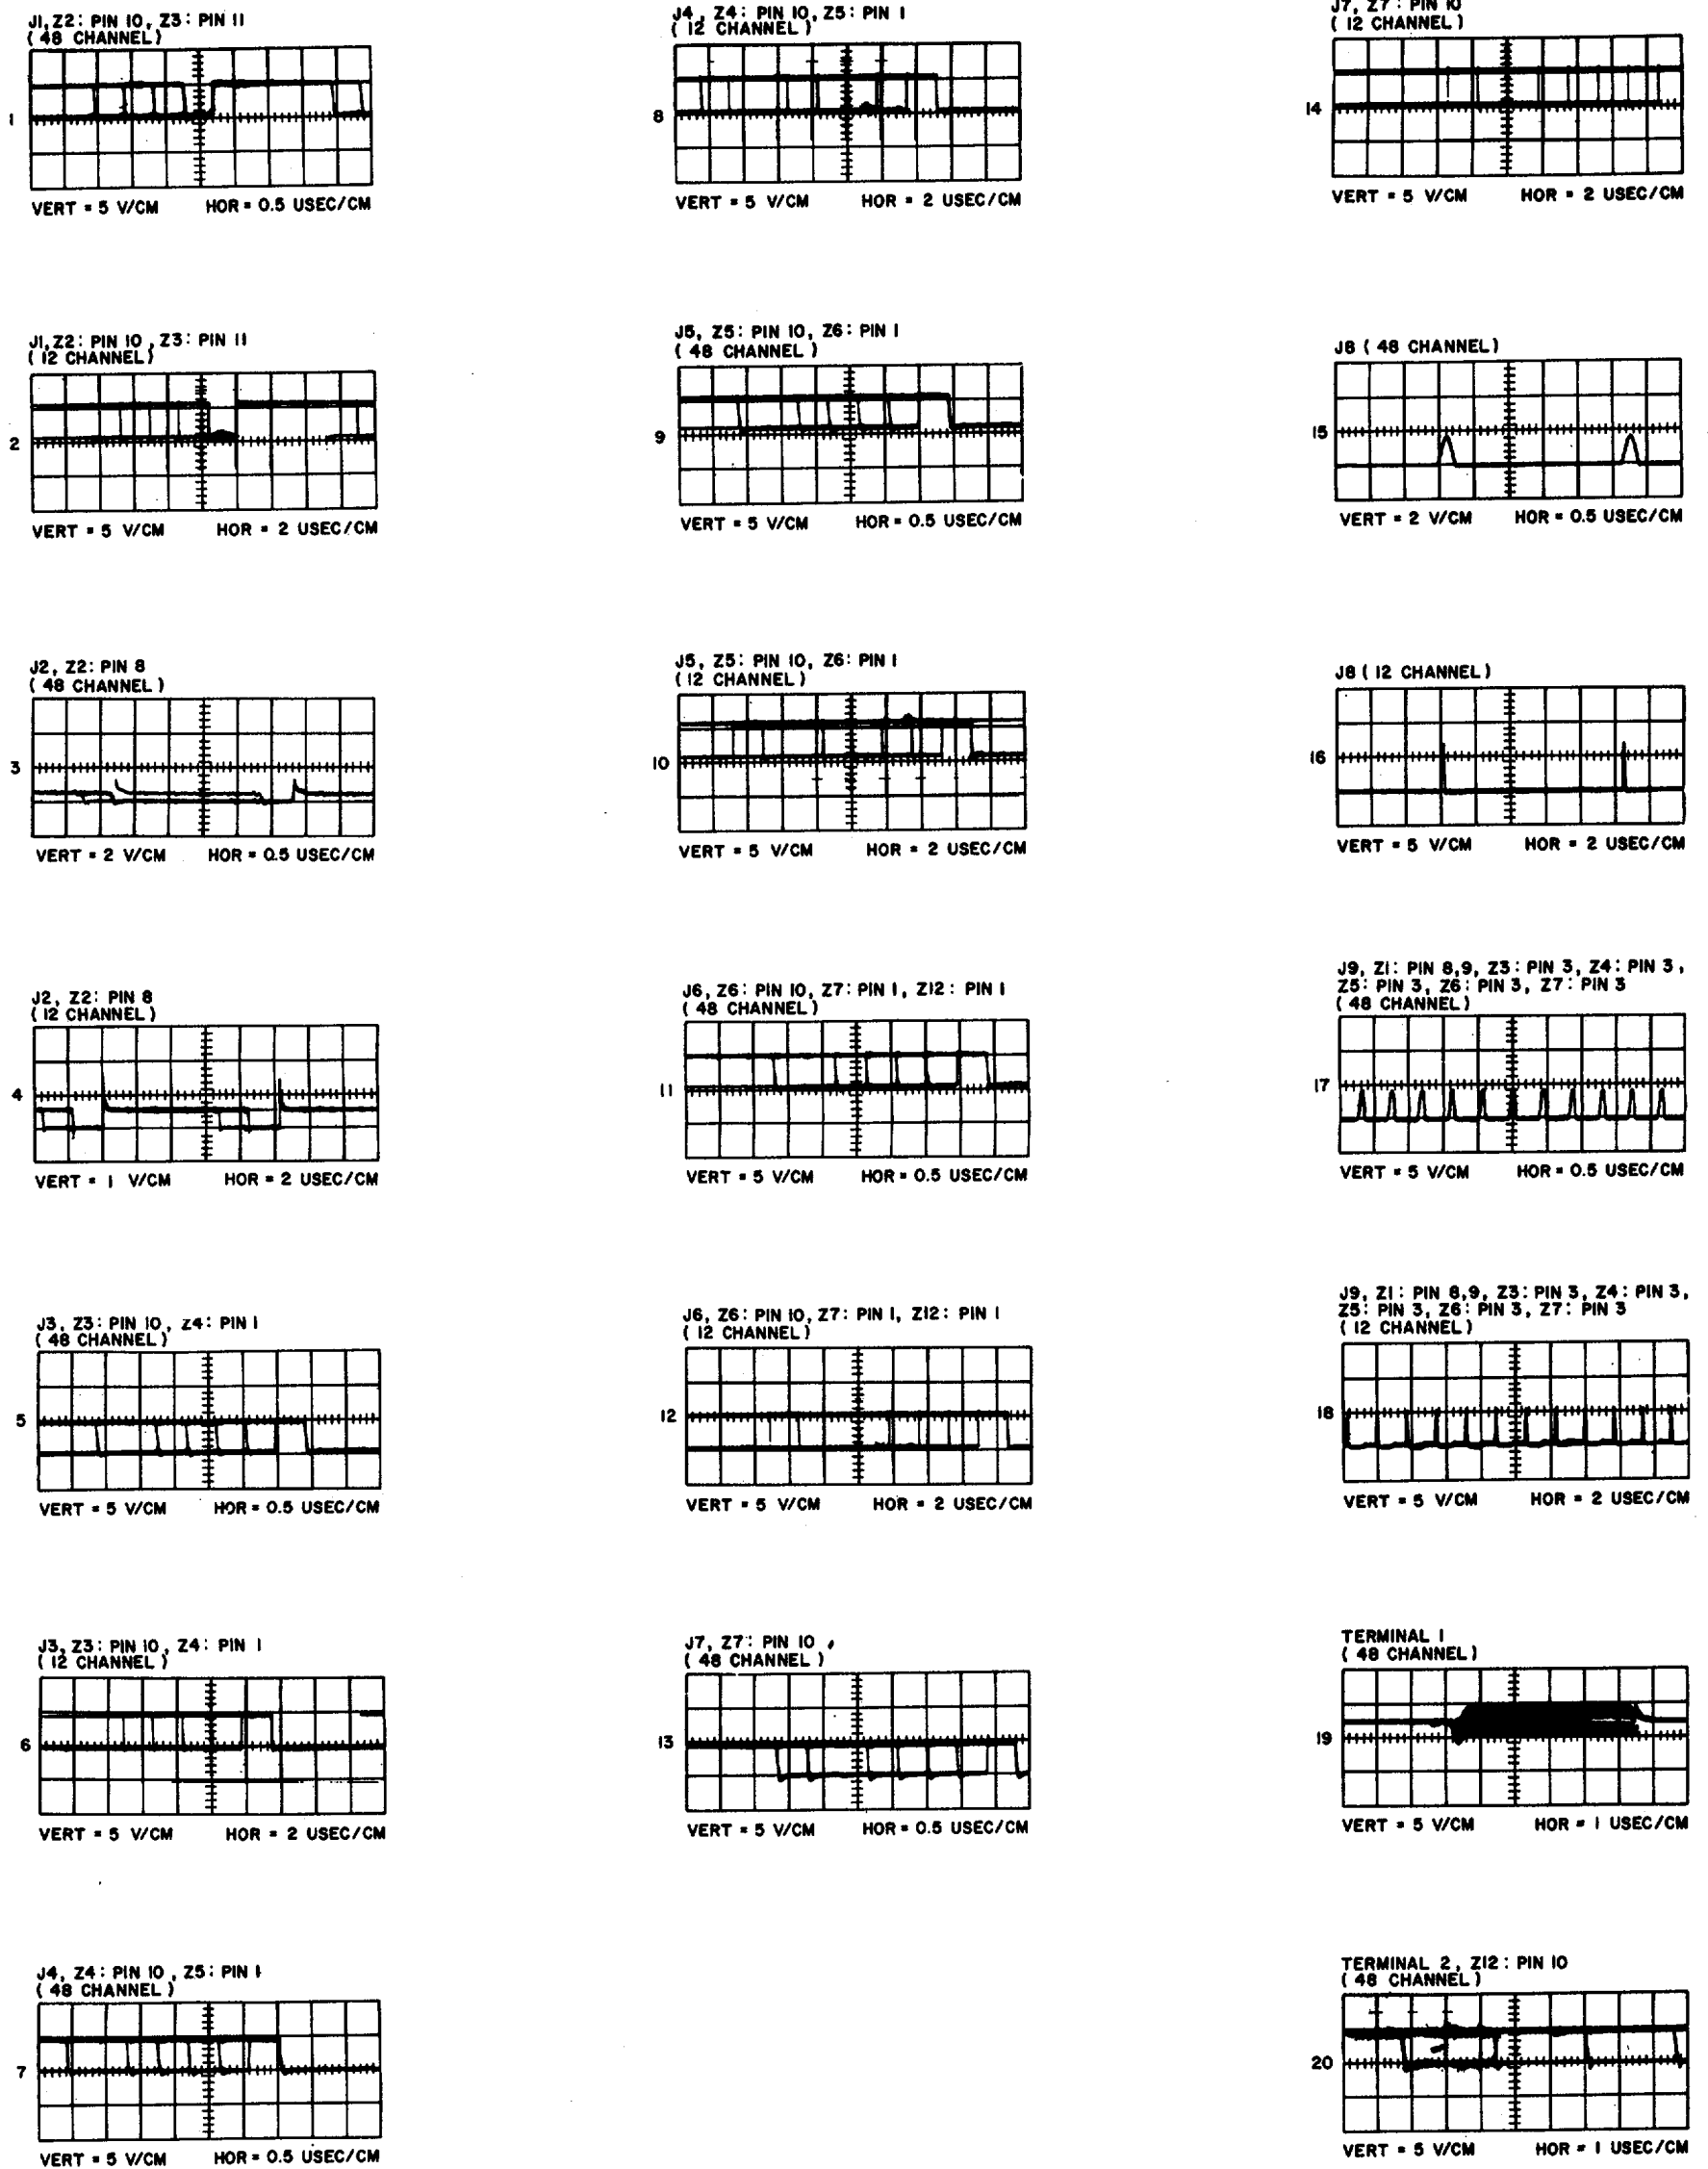 J1, Z2: PIN 10, Z3: PIN 11
( 48 CHANNEL)
1
VERT = 5 V/CM HOR = 0.5 USEC/CM
J1, Z2: PIN 10, Z3: PIN 11
( 12 CHANNEL)
2
VERT = 5 V/CM HOR = 2 USEC/CM
J2, Z2: PIN 8
( 48 CHANNEL )
3
VERT = 2 V/CM HOR = 0.5 USEC/CM
J2, Z2: PIN 8
( 12 CHANNEL)
4
VERT = 1 V/CM HOR = 2 USEC/CM
J3, Z3: PIN 10, Z4: PIN 1
( 48 CHANNEL )
5
VERT = 5 V/CM HOR = 0.5 USEC/CM
J3, Z3: PIN 10, Z4: PIN 1
( 12 CHANNEL )
6
VERT = 5 V/CM HOR = 2 USEC/CM
J4, Z4: PIN 10, Z5: PIN 1
( 48 CHANNEL )
7
VERT = 5 V/CM HOR = 0.5 USEC/CM
J4, Z4: PIN 10, Z5: PIN 1
( 12 CHANNEL )
8
VERT = 5 V/CM HOR = 2 USEC/CM
J5, Z5: PIN 10, Z6: PIN 1
( 48 CHANNEL )
9
VERT = 5 V/CM HOR = 0.5 USEC/CM
J5, Z5: PIN 10, Z6: PIN 1
(12 CHANNEL )
10
VERT = 5 V/CM HOR = 2 USEC/CM
J6, Z6: PIN 10, Z7: PIN 1, Z12: PIN 1
( 48 CHANNEL )
11
VERT = 5 V/CM HOR = 0.5 USEC/CM
J6, Z6: PIN 10, Z7: PIN 1, Z12: PIN 1
( 12 CHANNEL )
12
VERT = 5 V/CM HOR = 2 USEC/CM
J7, Z7: PIN 10
( 48 CHANNEL )
13
VERT = 5 V/CM HOR = 0.5 USEC/CM
J7, Z7: PIN 10
( 12 CHANNEL )
14
VERT = 5 V/CM HOR = 2 USEC/CM
J8 ( 48 CHANNEL )
15
VERT = 2 V/CM HOR = 0.5 USEC/CM
J8 ( 12 CHANNEL )
16
VERT = 5 V/CM HOR = 2 USEC/CM
J9, Z1: PIN 8,9, Z3: PIN 3, Z4: PIN 3,
Z5: PIN 3, Z6: PIN 3, Z7: PIN 3
( 48 CHANNEL )
17
VERT = 5 V/CM HOR = 0.5 USEC/CM
J9, Z1: PIN 8,9, Z3: PIN 3, Z4: PIN 3,
Z5: PIN 3, Z6: PIN 3, Z7: PIN 3
( 12 CHANNEL )
18
VERT = 5 V/CM HOR = 2 USEC/CM
TERMINAL 1
( 48 CHANNEL )
19
VERT = 5 V/CM HOR = 1 USEC/CM
TERMINAL 2, Z12: PIN 10
( 48 CHANNEL )
20
VERT = 5 V/CM HOR = 1 USEC/CM